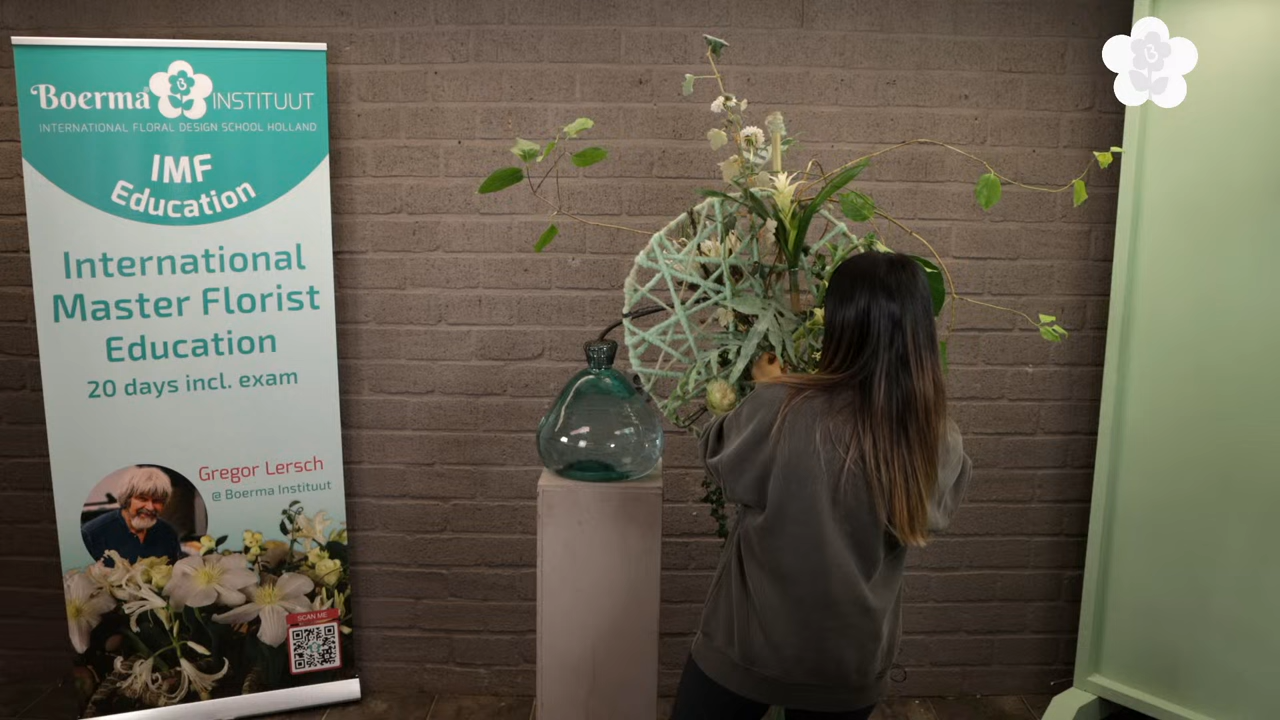 Boerma INSTITUUT
INTERNATIONAL FLORAL DESIGN SCHOOL HOLLAND
IMF
Education
International
Master Florist
Education
20 days incl. exam
Gregor Lersch
@ Boerma Instituut
SCAN ME